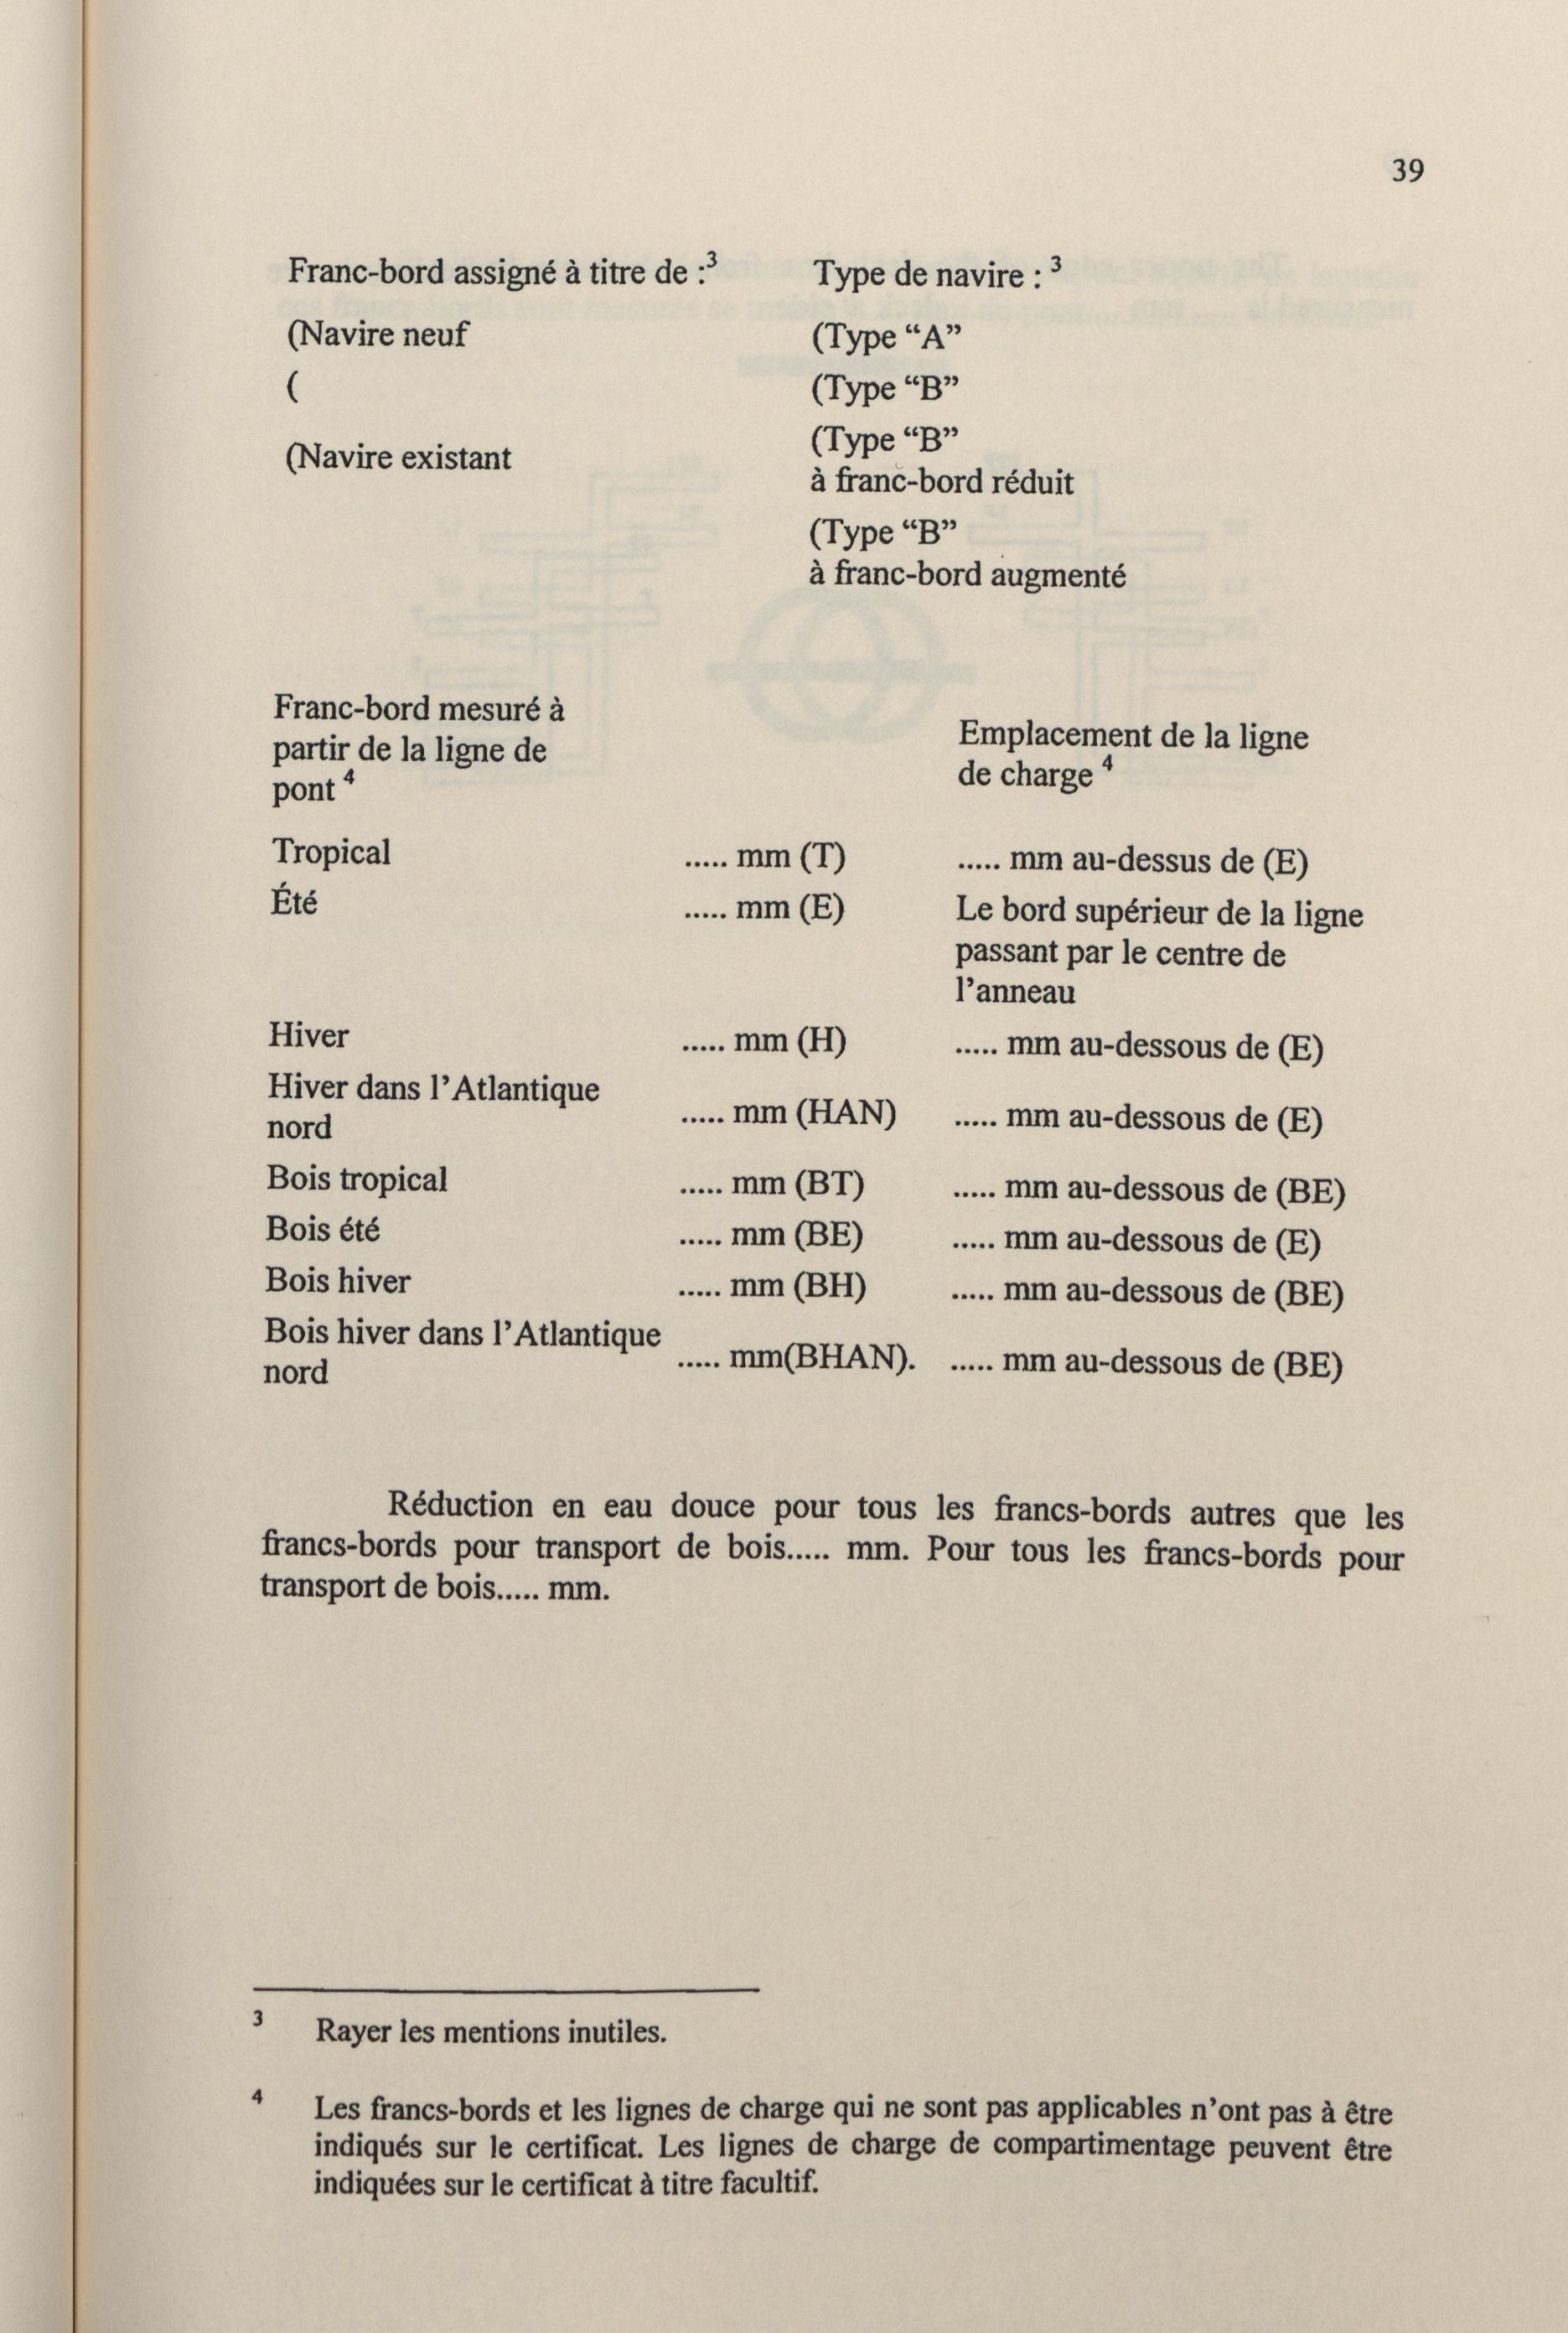 39
Franc-bord assigné à titre de :3 Type de navire : 3
(Navire neuf (Type “A”
( (Type “B”
(Navire existant (Type “B”
à franc-bord réduit
(Type “B”
à franc-bord augmenté
Franc-bord mesuré à
partir de la ligne de
pont 4
Emplacement de la ligne
de charge 4
Tropical ..... mm (T) ..... mm au-dessus de (E)
Été ..... mm (E) Le bord supérieur de la ligne
passant par le centre de
l’anneau
Hiver ..... mm (H) ..... mm au-dessous de (E)
Hiver dans l’Atlantique
nord ..... mm (HAN) ..... mm au-dessous de (E)
Bois tropical ..... mm (BT) ..... mm au-dessous de (BE)
Bois été ..... mm (BE) ..... mm au-dessous de (E)
Bois hiver ..... mm (BH) ..... mm au-dessous de (BE)
Bois hiver dans l’Atlantique
nord ..... mm(BHAN). ..... mm au-dessous de (BE)
Réduction en eau douce pour tous les francs-bords autres que les
francs-bords pour transport de bois..... mm. Pour tous les francs-bords pour
transport de bois..... mm.
3 Rayer les mentions inutiles.
4 Les francs-bords et les lignes de charge qui ne sont pas applicables n’ont pas à être
indiqués sur le certificat. Les lignes de charge de compartimentage peuvent être
indiquées sur le certificat à titre facultif.